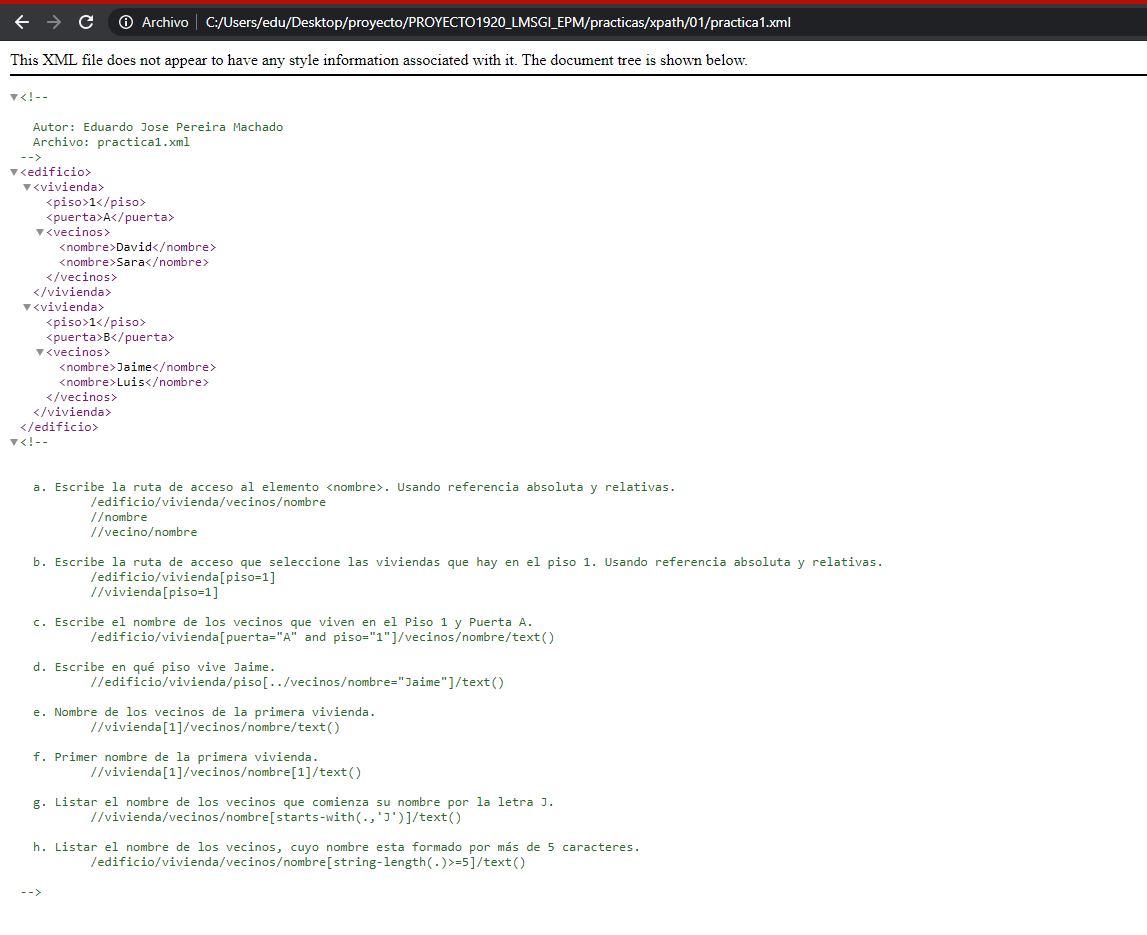 Archivo C:/Users/edu/Desktop/proyecto/PROYECTO1920_LMSGI_EPM/practicas/xpath/01/practica1.xml
This XML file does not appear to have any style information associated with it. The document tree is shown below.
▼<!--
Autor: Eduardo Jose Pereira Machado
Archivo: practica1.xml
-->
▼<edificio>
▼<vivienda>
<piso>1</piso>
<puerta>A</puerta>
▼<vecinos>
<nombre>David</nombre>
<nombre>Sara</nombre>
</vecinos>
</vivienda>
▼<vivienda>
<piso>1</piso>
<puerta>B</puerta>
▼<vecinos>
<nombre>Jaime</nombre>
<nombre>Luis</nombre>
</vecinos>
</vivienda>
</edificio>
▼<!--
a. Escribe la ruta de acceso al elemento <nombre>. Usando referencia absoluta y relativas.
/edificio/vivienda/vecinos/nombre
//nombre
//vecino/nombre
b. Escribe la ruta de acceso que seleccione las viviendas que hay en el piso 1. Usando referencia absoluta y relativas.
/edificio/vivienda[piso=1]
//vivienda[piso=1]
c. Escribe el nombre de los vecinos que viven en el Piso 1 y Puerta A.
/edificio/vivienda[puerta="A" and piso="1"]/vecinos/nombre/text()
d. Escribe en qué piso vive Jaime.
//edificio/vivienda/piso[../vecinos/nombre="Jaime"]/text()
e. Nombre de los vecinos de la primera vivienda.
//vivienda[1]/vecinos/nombre/text()
f. Primer nombre de la primera vivienda.
//vivienda[1]/vecinos/nombre[1]/text()
g. Listar el nombre de los vecinos que comienza su nombre por la letra J.
//vivienda/vecinos/nombre[starts-with(.,'J')]/text()
h. Listar el nombre de los vecinos, cuyo nombre esta formado por más de 5 caracteres.
/edificio/vivienda/vecinos/nombre[string-length(.)>=5]/text()
-->